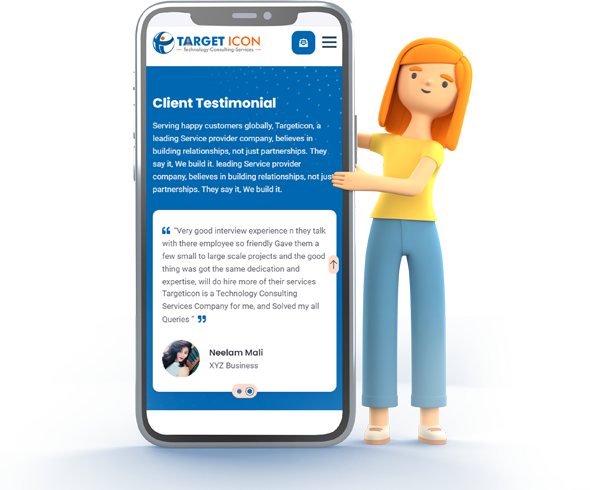 TARGET ICON
Technology-Consulting-Services
Client Testimonial
Serving happy customers globally, Targeticon, a
leading Service provider company, believes in
building relationships, not just partnerships. They
say it, We build it. leading Service provider
company, believes in building relationships, not just
partnerships. They say it, We build it.
❝ "Very good interview experience n they talk
with there employee so friendly Gave them a
few small to large scale projects and the good
thing was got the same dedication and
expertise, will do hire more of their services
Targeticon is a Technology Consulting
Services Company for me, and Solved my all
Queries " ❞
Neelam Mali
XYZ Business